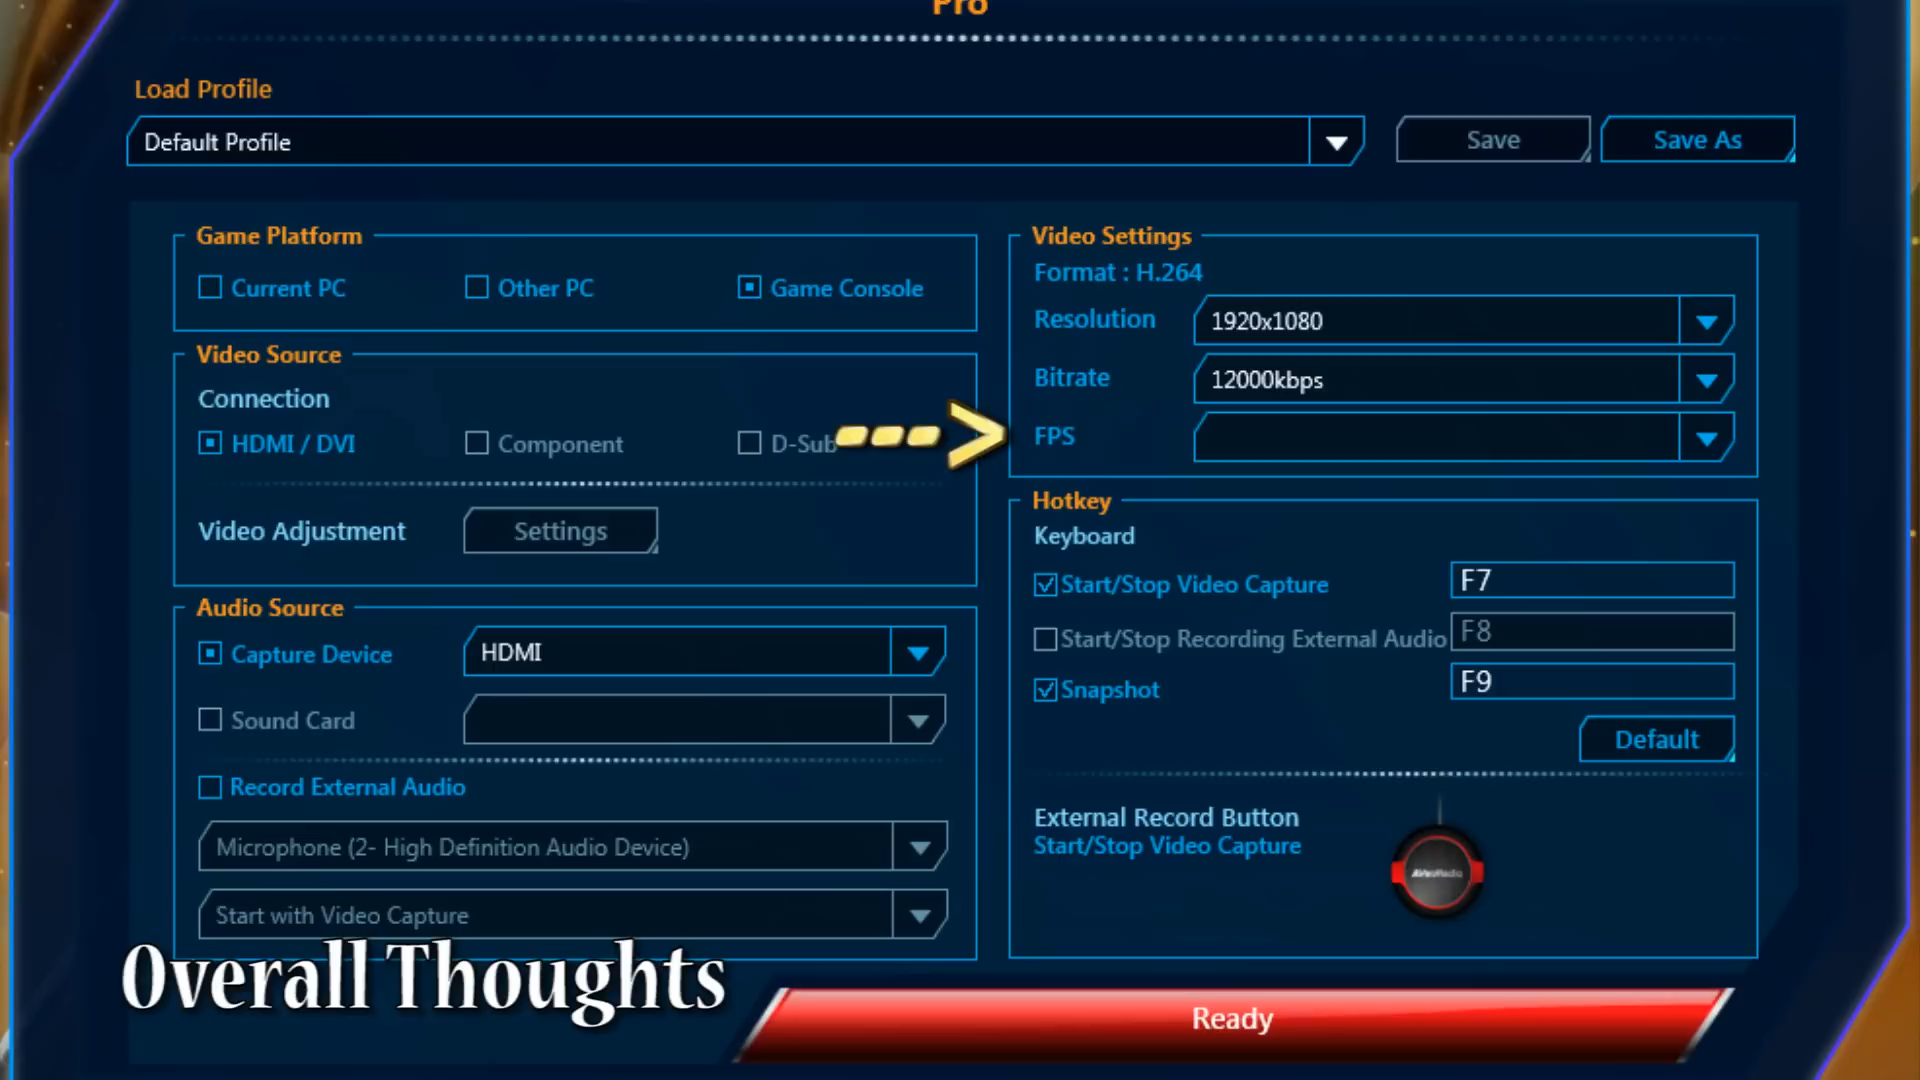 Pro
Load Profile
Default Profile
Save
Save As
Game Platform
Current PC
Other PC
Game Console
Video Source
Connection
HDMI / DVI
Component
D-Sub
Video Adjustment
Settings
Audio Source
Capture Device
HDMI
Sound Card
Record External Audio
Microphone (2- High Definition Audio Device)
Start with Video Capture
Video Settings
Format : H.264
Resolution
1920x1080
Bitrate
12000kbps
FPS
Hotkey
Keyboard
Start/Stop Video Capture
F7
Start/Stop Recording External Audio
F8
Snapshot
F9
Default
External Record Button
Start/Stop Video Capture
AVerMedia
Overall Thoughts
Ready